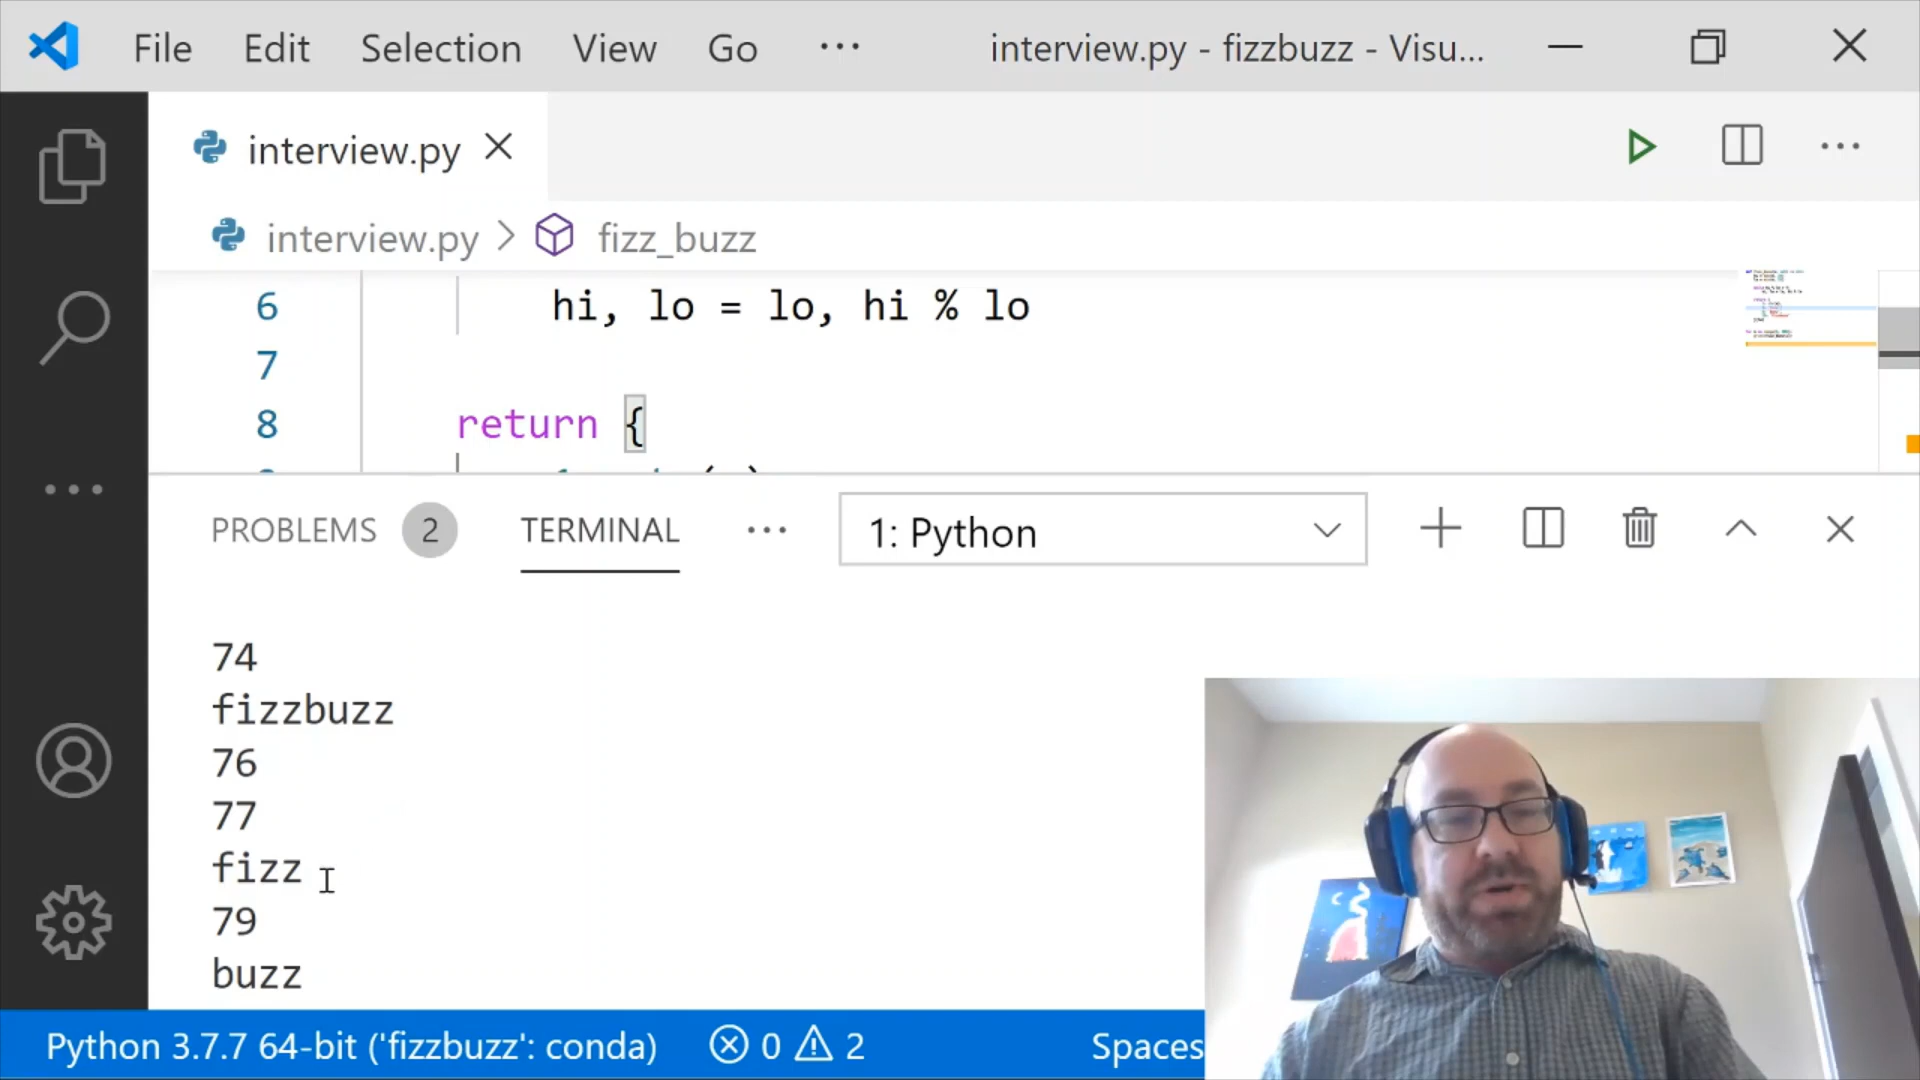 File Edit Selection View Go ··· interview.py - fizzbuzz - Visu...
interview.py
interview.py > fizz_buzz
6 hi, lo = lo, hi % lo
7
8 return {
PROBLEMS 2 TERMINAL ··· 1: Python
74
fizzbuzz
76
77
fizz
79
buzz
Python 3.7.7 64-bit ('fizzbuzz': conda) 0 2 Spaces